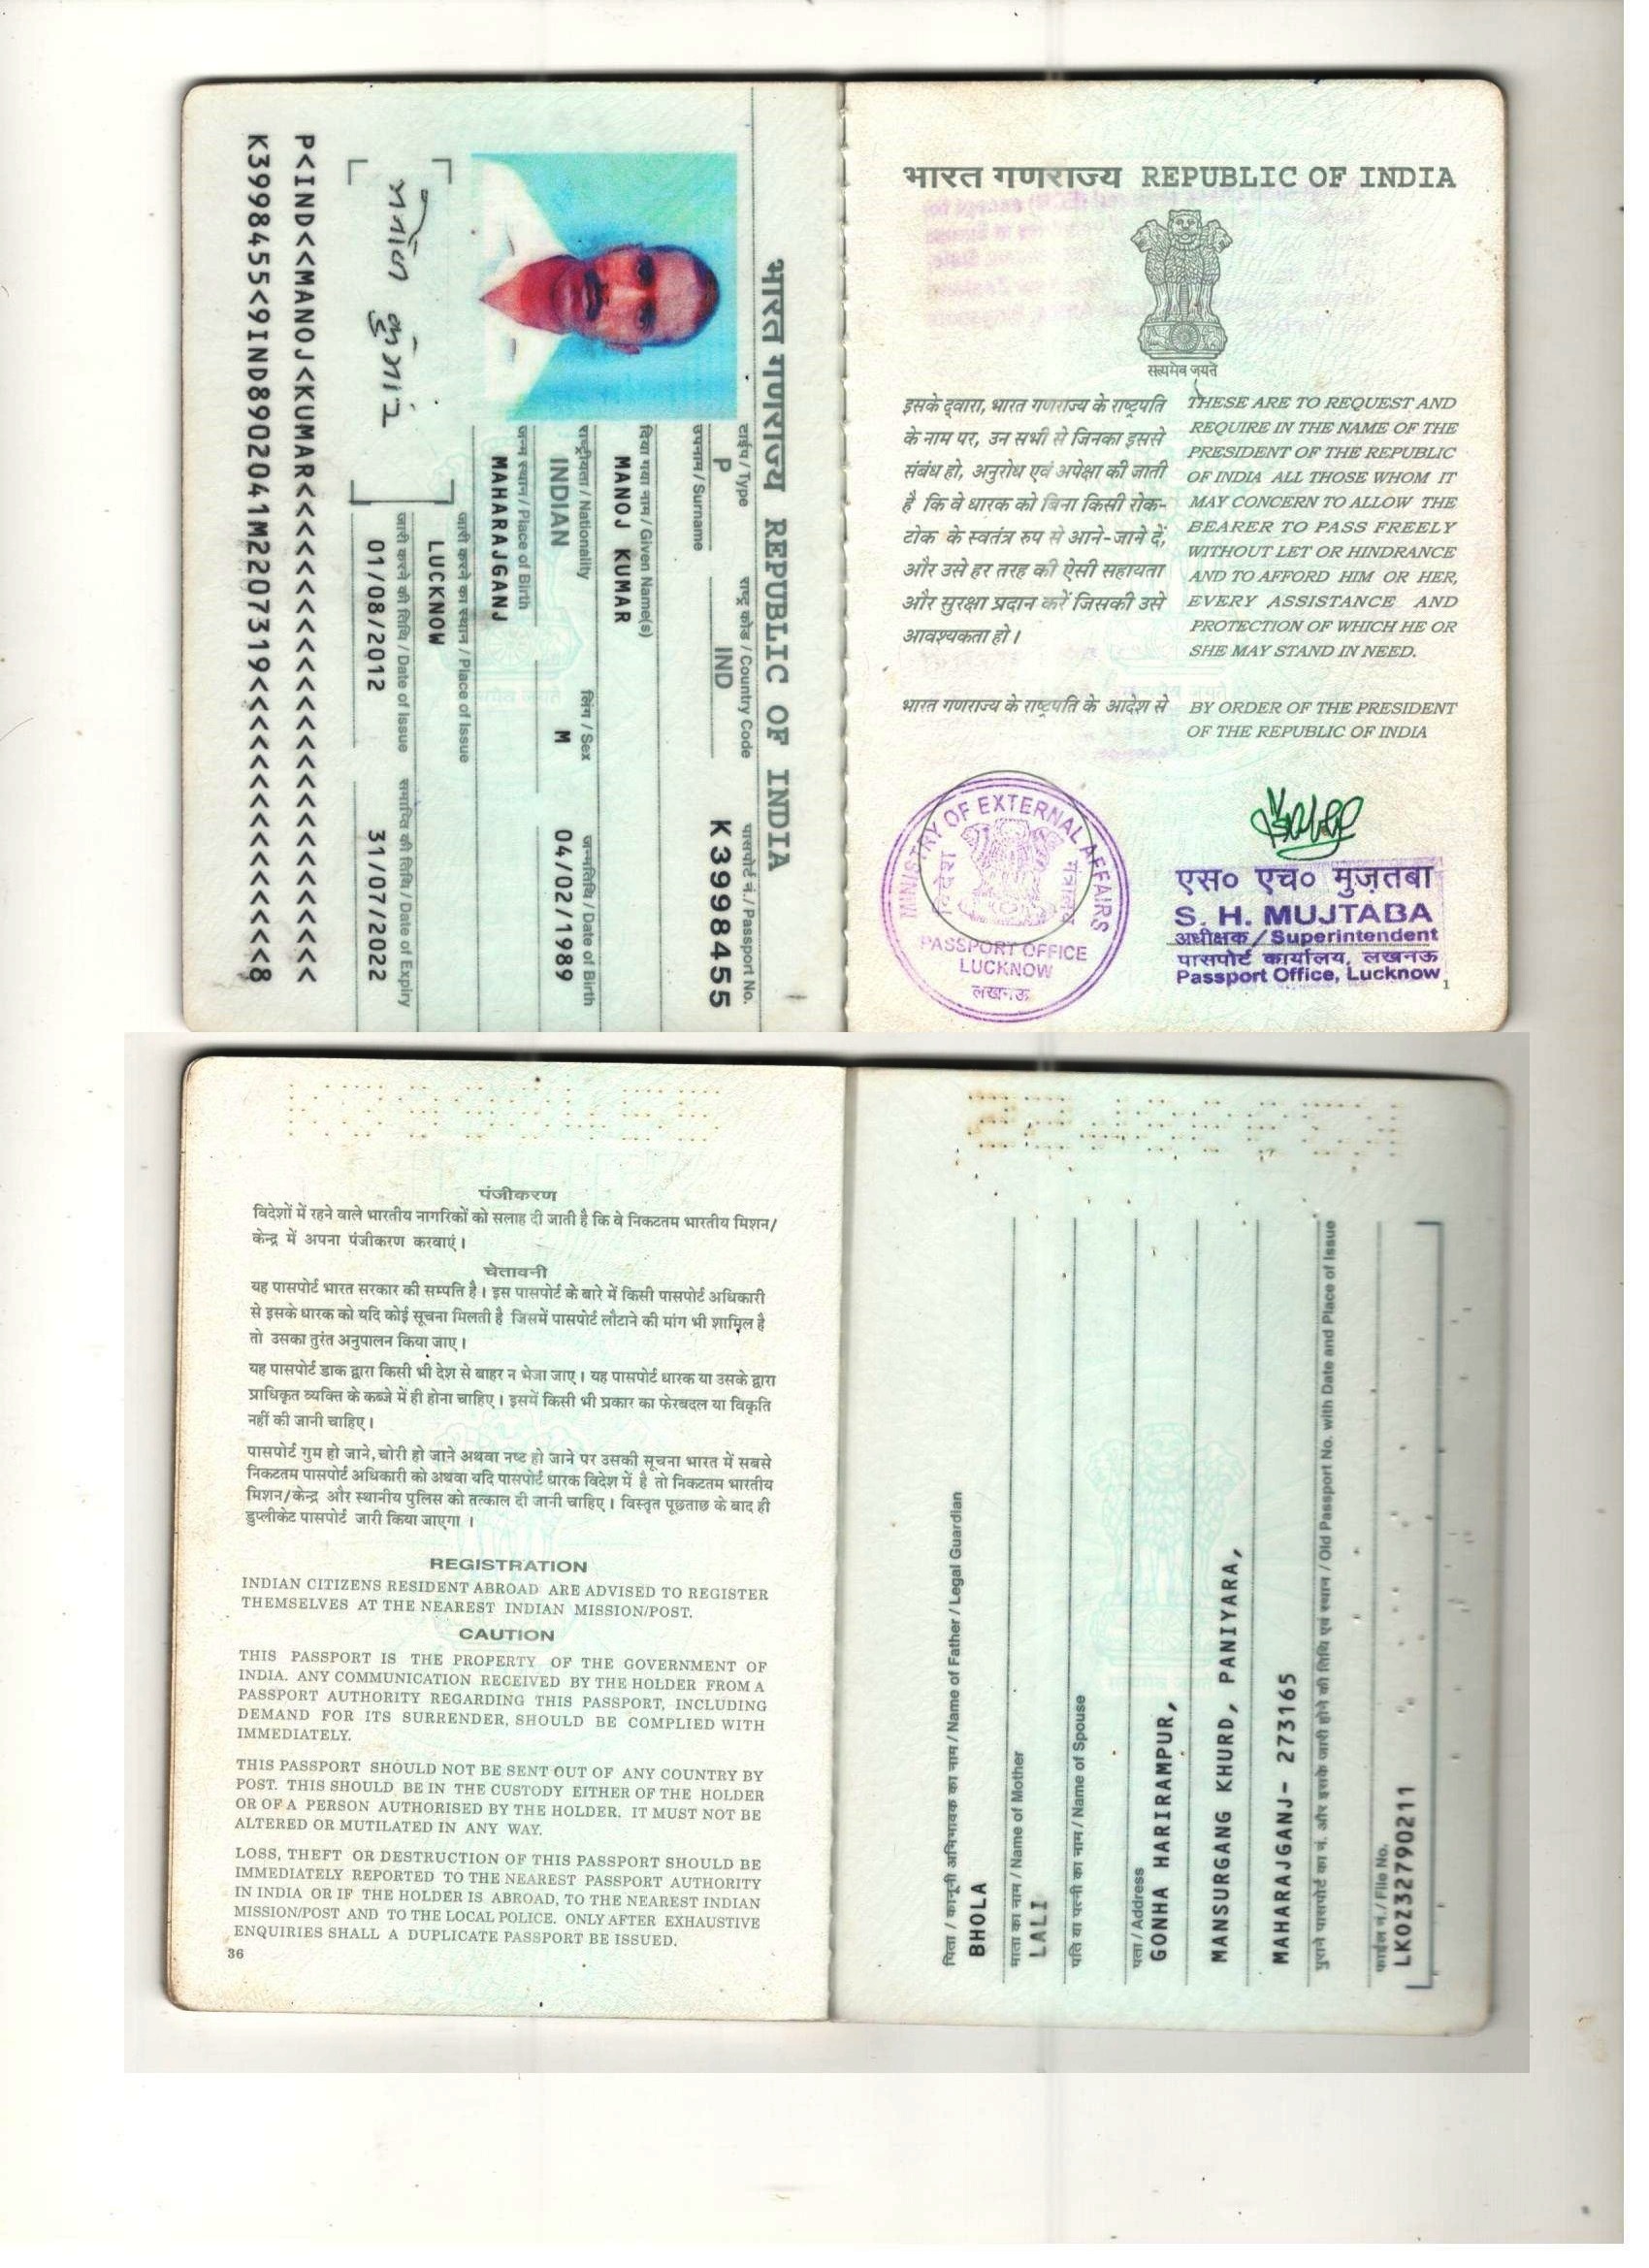 भारत गणराज्य REPUBLIC OF INDIA
टाईप / Type
राष्ट्र कोड / Country Code
पासपोर्ट नं. / Passport No.
P
IND
K3998455
उपनाम / Surname
दिया गया नाम / Given Name(s)
MANOJ KUMAR
राष्ट्रीयता / Nationality
लिंग / Sex
जन्मतिथि / Date of Birth
INDIAN
M
04/02/1989
जन्म स्थान / Place of Birth
MAHARAJGANJ
जारी करने का स्थान / Place of Issue
LUCKNOW
जारी करने की तिथि / Date of Issue
समाप्ति की तिथि / Date of Expiry
01/08/2012
31/07/2022
मनोज कुमार
P<IND<<MANOJ<KUMAR<<<<<<<<<<<<<<<<<<<<<<<<<<
K3998455<9IND8902041M2207319<<<<<<<<<<<<<<<8
भारत गणराज्य REPUBLIC OF INDIA
सत्यमेव जयते
इसके द्वारा, भारत गणराज्य के राष्ट्रपति
के नाम पर, उन सभी से जिनका इससे
संबंध हो, अनुरोध एवं अपेक्षा की जाती
है कि वे धारक को बिना किसी रोक-
टोक के स्वतंत्र रुप से आने-जाने दें,
और उसे हर तरह की ऐसी सहायता
और सुरक्षा प्रदान करें जिसकी उसे
आवश्यकता हो।
भारत गणराज्य के राष्ट्रपति के आदेश से
THESE ARE TO REQUEST AND
REQUIRE IN THE NAME OF THE
PRESIDENT OF THE REPUBLIC
OF INDIA ALL THOSE WHOM IT
MAY CONCERN TO ALLOW THE
BEARER TO PASS FREELY
WITHOUT LET OR HINDRANCE
AND TO AFFORD HIM OR HER,
EVERY ASSISTANCE AND
PROTECTION OF WHICH HE OR
SHE MAY STAND IN NEED.
BY ORDER OF THE PRESIDENT
OF THE REPUBLIC OF INDIA
MINISTRY OF EXTERNAL AFFAIRS
विदेश मंत्रालय
PASSPORT OFFICE
LUCKNOW
लखनऊ
एस० एच० मुज़तबा
S. H. MUJTABA
अधीक्षक/Superintendent
पासपोर्ट कार्यालय, लखनऊ
Passport Office, Lucknow
1
पंजीकरण
विदेशों में रहने वाले भारतीय नागरिकों को सलाह दी जाती है कि वे निकटतम भारतीय मिशन/
केन्द्र में अपना पंजीकरण करवाएं।
चेतावनी
यह पासपोर्ट भारत सरकार की सम्पति है। इस पासपोर्ट के बारे में किसी पासपोर्ट अधिकारी
से इसके धारक को यदि कोई सूचना मिलती है जिसमें पासपोर्ट लौटाने की मांग भी शामिल है
तो उसका तुरंत अनुपालन किया जाए।
यह पासपोर्ट डाक द्वारा किसी भी देश से बाहर न भेजा जाए। यह पासपोर्ट धारक या उसके द्वारा
प्राधिकृत व्यक्ति के कब्जे में ही होना चाहिए। इसमें किसी भी प्रकार का फेरबदल या विकृति
नहीं की जानी चाहिए।
पासपोर्ट गुम हो जाने, चोरी हो जाने अथवा नष्ट हो जाने पर उसकी सूचना भारत में सबसे
निकटतम पासपोर्ट अधिकारी को अथवा यदि पासपोर्ट धारक विदेश में है तो निकटतम भारतीय
मिशन/केन्द्र और स्थानीय पुलिस को तत्काल दी जानी चाहिए। विस्तृत पूछताछ के बाद ही
डुप्लीकेट पासपोर्ट जारी किया जाएगा।
REGISTRATION
INDIAN CITIZENS RESIDENT ABROAD ARE ADVISED TO REGISTER
THEMSELVES AT THE NEAREST INDIAN MISSION/POST.
CAUTION
THIS PASSPORT IS THE PROPERTY OF THE GOVERNMENT OF
INDIA. ANY COMMUNICATION RECEIVED BY THE HOLDER FROM A
PASSPORT AUTHORITY REGARDING THIS PASSPORT, INCLUDING
DEMAND FOR ITS SURRENDER, SHOULD BE COMPLIED WITH
IMMEDIATELY.
THIS PASSPORT SHOULD NOT BE SENT OUT OF ANY COUNTRY BY
POST. THIS SHOULD BE IN THE CUSTODY EITHER OF THE HOLDER
OR OF A PERSON AUTHORISED BY THE HOLDER. IT MUST NOT BE
ALTERED OR MUTILATED IN ANY WAY.
LOSS, THEFT OR DESTRUCTION OF THIS PASSPORT SHOULD BE
IMMEDIATELY REPORTED TO THE NEAREST PASSPORT AUTHORITY
IN INDIA OR IF THE HOLDER IS ABROAD, TO THE NEAREST INDIAN
MISSION/POST AND TO THE LOCAL POLICE. ONLY AFTER EXHAUSTIVE
ENQUIRIES SHALL A DUPLICATE PASSPORT BE ISSUED.
36
पिता / कानूनी अभिभावक का नाम / Name of Father / Legal Guardian
BHOLA
माता का नाम / Name of Mother
LALI
पति या पत्नी का नाम / Name of Spouse
पता / Address
GONHA HARIRAMPUR,
MANSURGANG KHURD, PANIYARA,
MAHARAJGANJ- 273165
पुराने पासपोर्ट का नं. और इसके जारी होने की तिथि एवं स्थान / Old Passport No. with Date and Place of Issue
फाईल नं. / File No.
LK0232790211